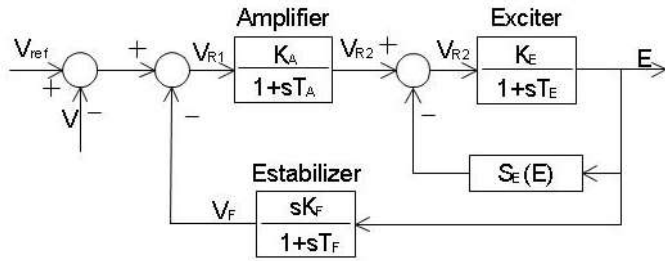 Amplifier
Exciter
V_ref
+
+
−
V
+
−
V_R1
K_A
1+sT_A
V_R2
+
−
V_R2
K_E
1+sT_E
E
S_E(E)
Estabilizer
V_F
sK_F
1+sT_F